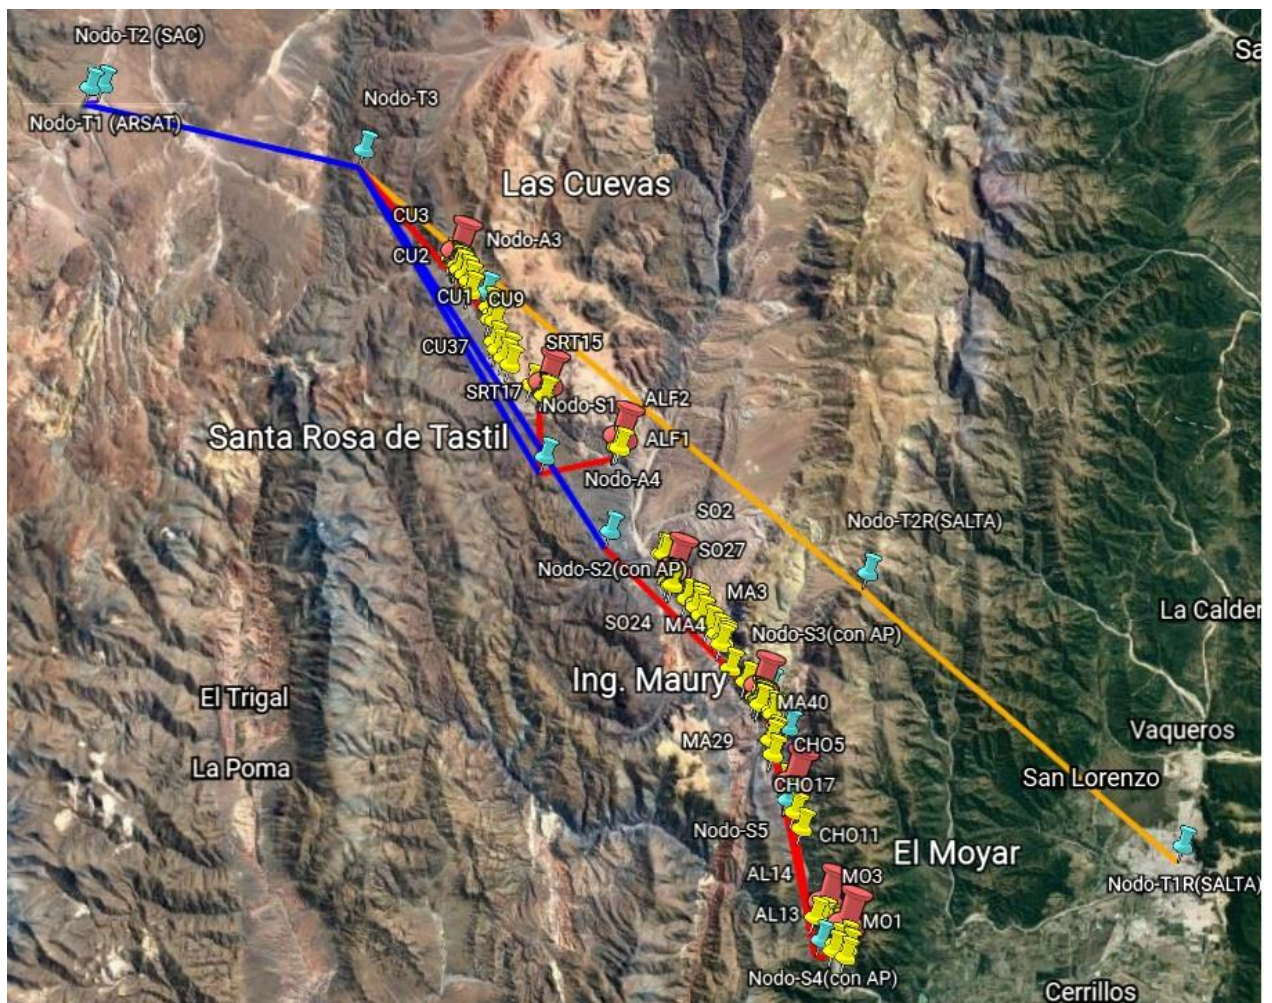 Nodo-T2 (SAC)
Sa
Nodo-T3
Nodo-T1 (ARSAT)
Las Cuevas
CU3
Nodo-A3
CU2
CU1
CU9
CU37
SRT15
SRT17
Nodo-S1
ALF2
Santa Rosa de Tastil
ALF1
Nodo-A4
SO2
Nodo-T2R(SALTA)
SO27
Nodo-S2(con AP)
MA3
La Calder
SO24
MA4
Nodo-S3(con AP)
Ing. Maury
El Trigal
MA40
Vaqueros
MA29
CHO5
La Poma
San Lorenzo
CHO17
Nodo-S5
CHO11
El Moyar
AL14
MO3
Nodo-T1R(SALTA)
AL13
MO1
Nodo-S4(con AP)
Cerrillos